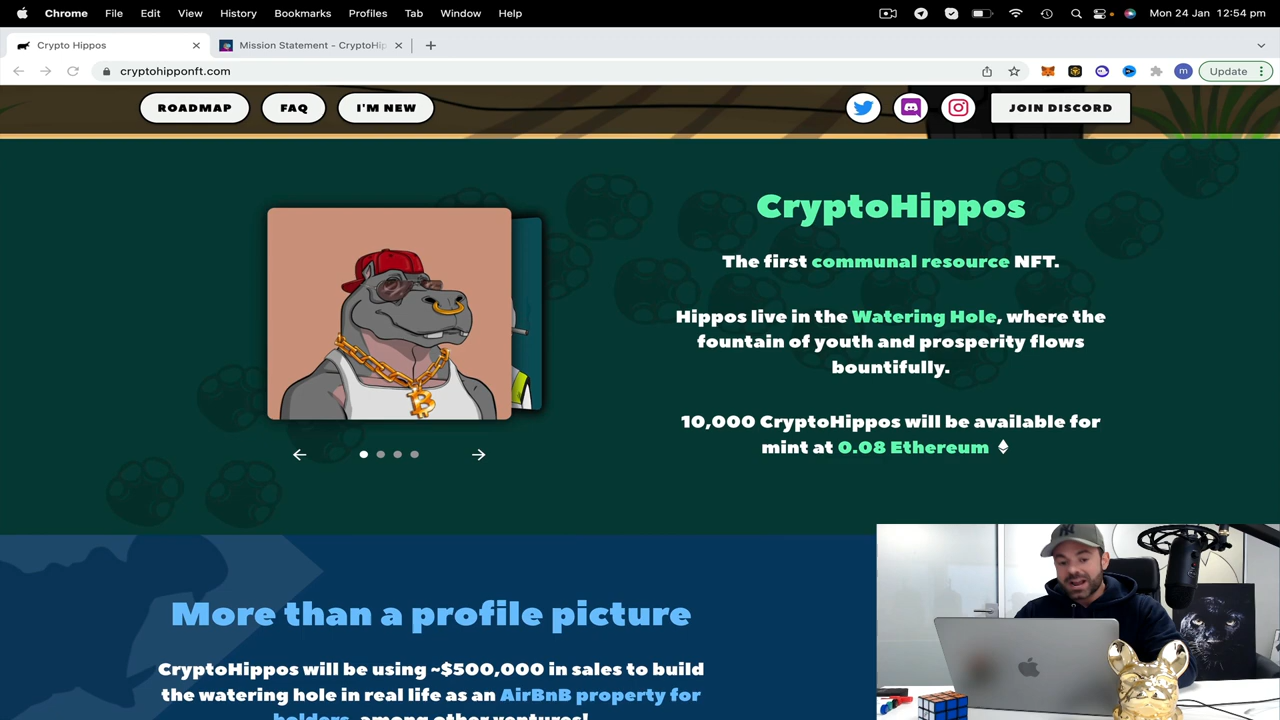 Chrome File Edit View History Bookmarks Profiles Tab Window Help Mon 24 Jan 12:54 pm
Crypto Hippos Mission Statement - CryptoHip
cryptohipponft.com m Update
ROADMAP FAQ I'M NEW JOIN DISCORD
CryptoHippos
The first communal resource NFT.
Hippos live in the Watering Hole, where the
fountain of youth and prosperity flows
bountifully.
10,000 CryptoHippos will be available for
mint at 0.08 Ethereum
More than a profile picture
CryptoHippos will be using ~$500,000 in sales to build
the watering hole in real life as an AirBnB property for
holders, among other ventures!